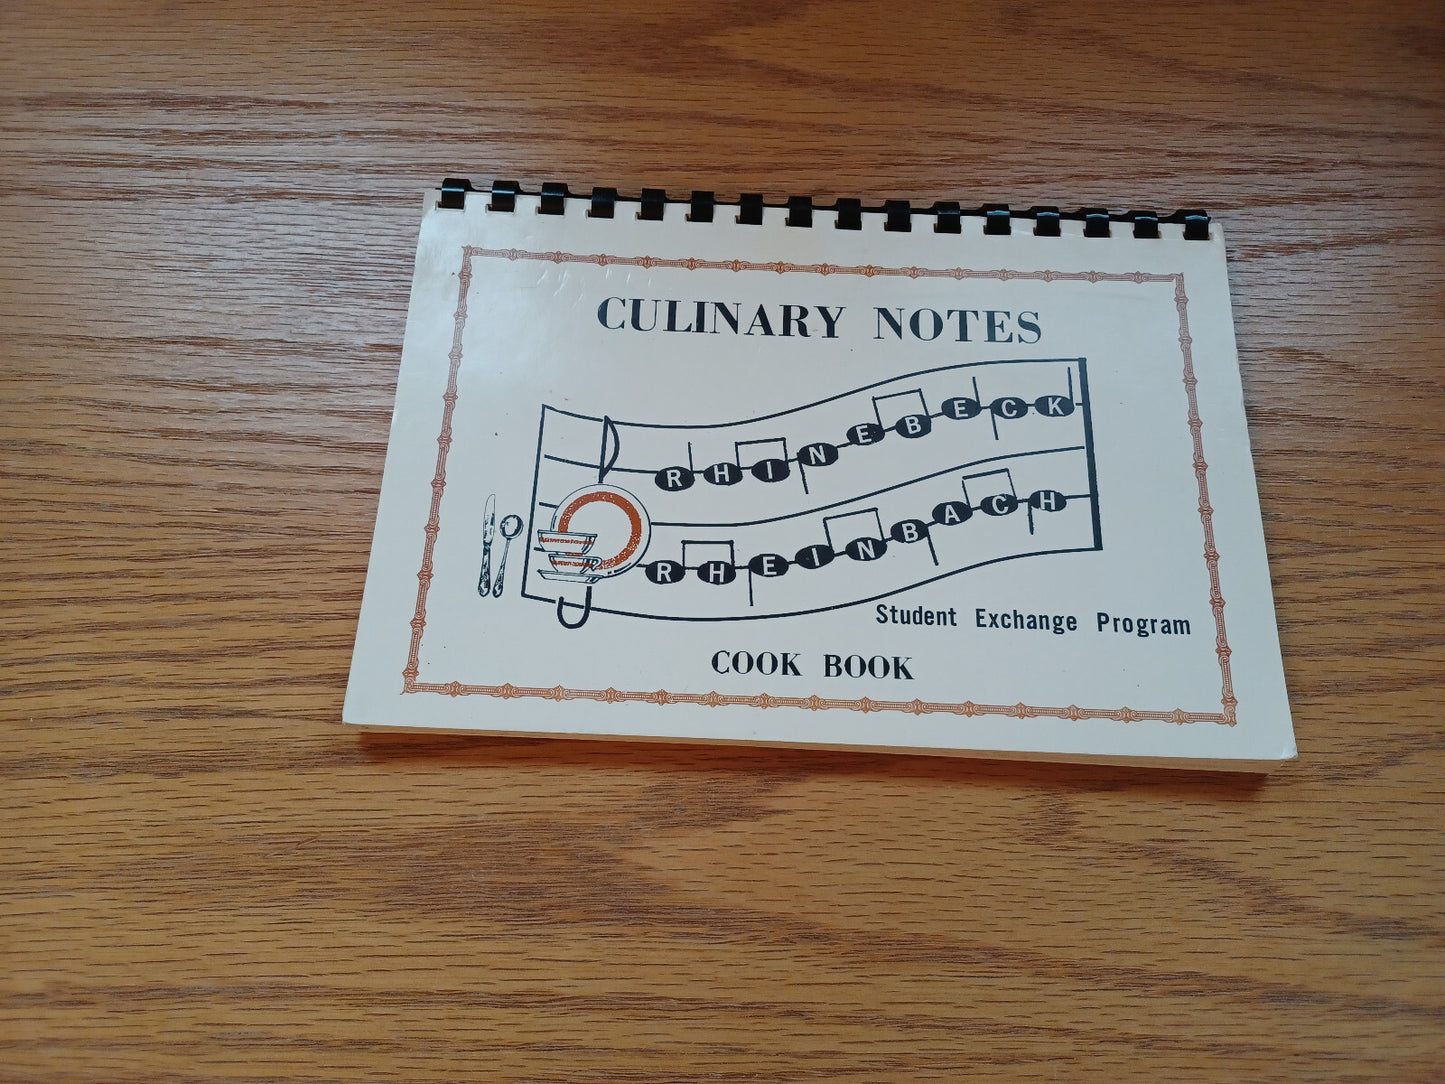 CULINARY NOTES
RHINEBECK
RHEINBACH
Student Exchange Program
COOK BOOK